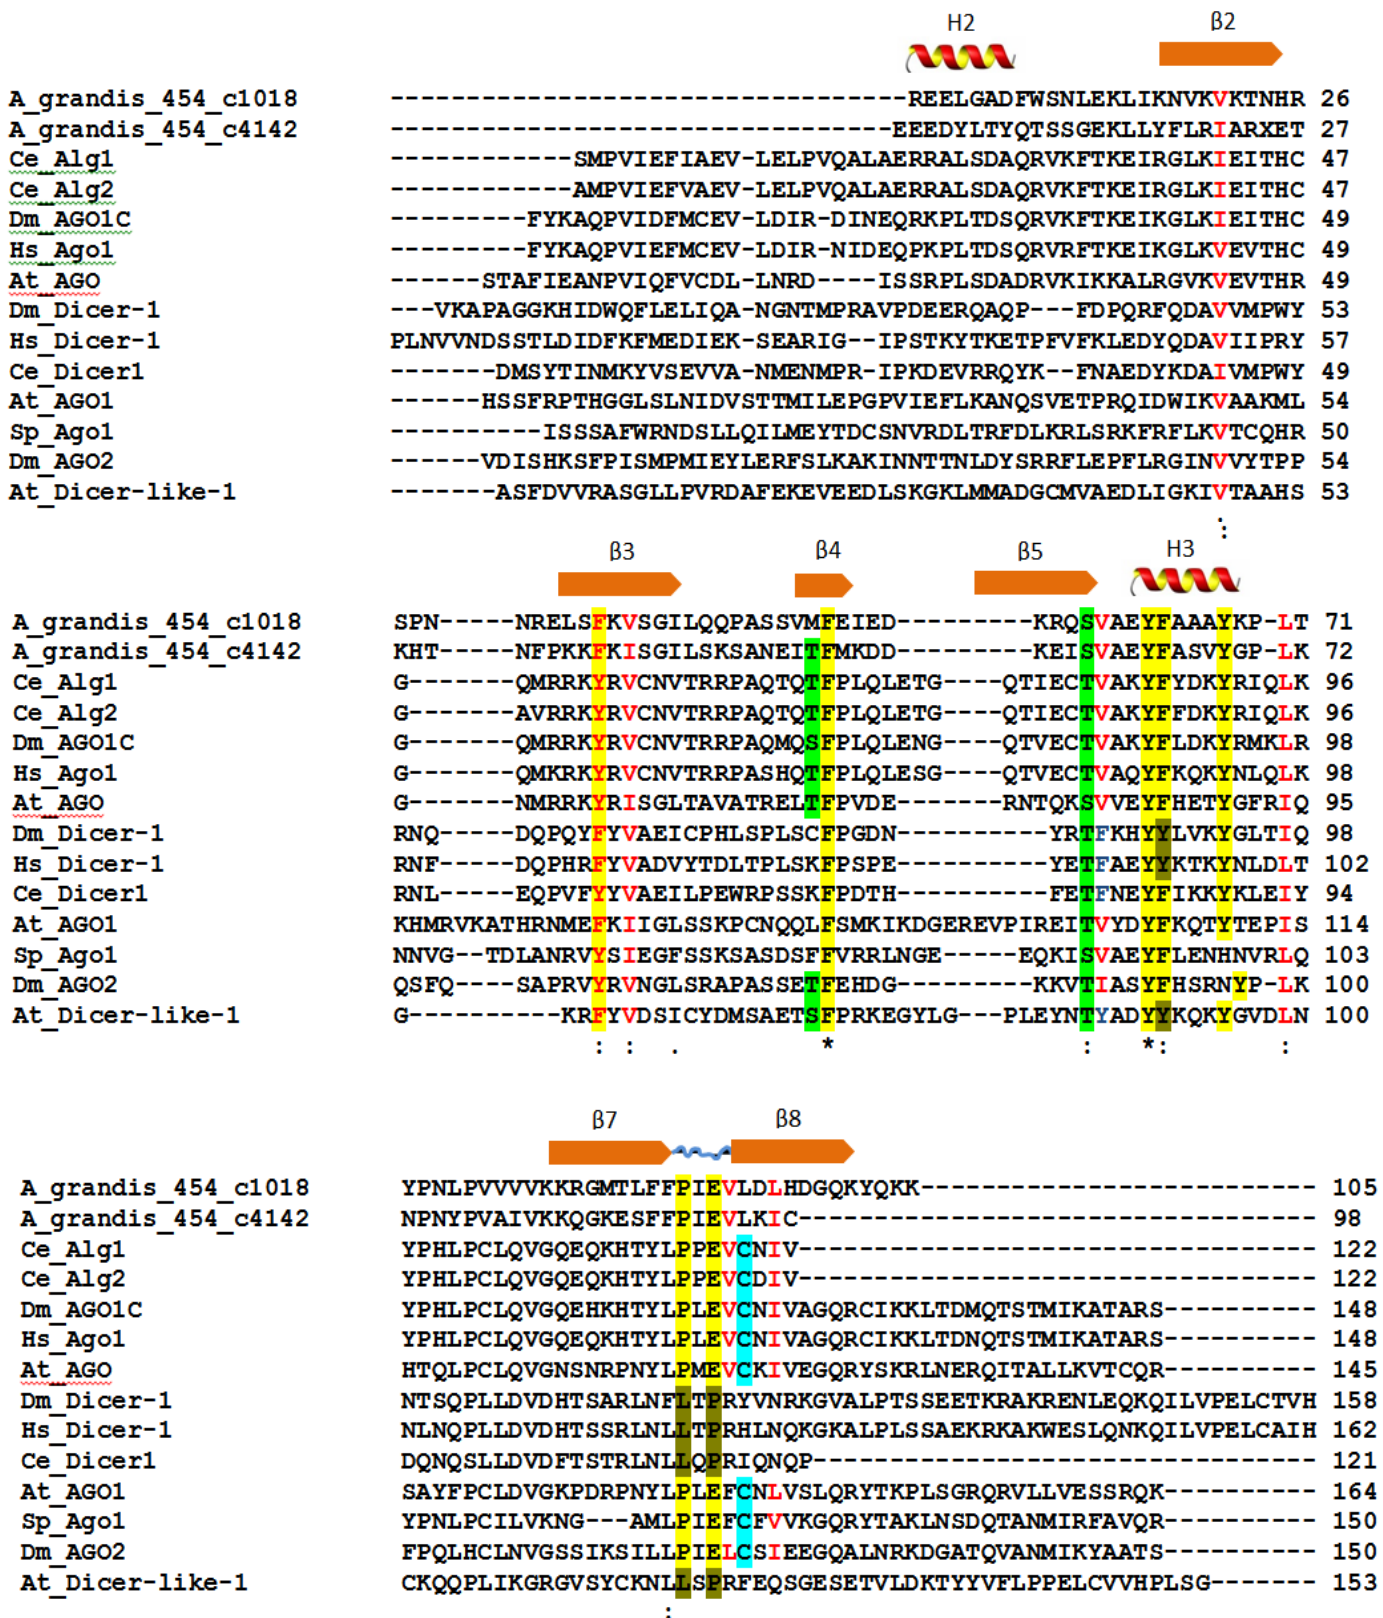 H2 β2
A_grandis_454_c1018 ----------------------------------REELGADFWSNLEKLIKNVKVKTNHR 26
A_grandis_454_c4142 ---------------------------------EEEDYLTYQTSSGEKLLYFLRIARXET 27
Ce_Alg1 ------------SMPVIEFIAEV-LELPVQALAERRALSDAQRVKFTKEIRGLKIEITHC 47
Ce_Alg2 ------------AMPVIEFVAEV-LELPVQALAERRALSDAQRVKFTKEIRGLKIEITHC 47
Dm_AGO1C ---------FYKAQPVIDFMCEV-LDIR-DINEQRKPLTDSQRVKFTKEIKGLKIEITHC 49
Hs_Ago1 ---------FYKAQPVIEFMCEV-LDIR-NIDEQPKPLTDSQRVRFTKEIKGLKVEVTHC 49
At_AGO ------STAFIEANPVIQFVCDL-LNRD----ISSRPLSDADRVKIKKALRGVKVEVTHR 49
Dm_Dicer-1 ---VKAPAGGKHIDWQFLELIQA-NGNTMPRAVPDEERQAQP---FDPQRFQDAVVMPWY 53
Hs_Dicer-1 PLNVVNDSSTLDIDFKFMEDIEK-SEARIG--IPSTKYTKETPFVFKLEDYQDAVIIPRY 57
Ce_Dicer1 -------DMSYTINMKYVSEVVA-NMENMPR-IPKDEVRRQYK--FNAEDYKDAIVMPWY 49
At_AGO1 ------HSSFRPTHGGLSLNIDVSTTMILEPGPVIEFLKANQSVETPRQIDWIKVAAKML 54
Sp_Ago1 ----------ISSSAFWRNDSLLQILMEYTDCSNVRDLTRFDLKRLSRKFRFLKVTCQHR 50
Dm_AGO2 ------VDISHKSFPISMPMIEYLERFSLKAKINNTTNLDYSRRFLEPFLRGINVVYTPP 54
At_Dicer-like-1 -------ASFDVVRASGLLPVRDAFEKEVEEDLSKGKLMMADGCMVAEDLIGKIVTAAHS 53
:
β3 β4 β5 H3
A_grandis_454_c1018 SPN-----NRELSFKVSGILQQPASSVMFEIED---------KRQSVAEYFAAAYKP-LT 71
A_grandis_454_c4142 KHT-----NFPKKFKISGILSKSANEITFMKDD---------KEISVAEYFASVYGP-LK 72
Ce_Alg1 G-------QMRRKYRVCNVTRRPAQTQTFPLQLETG----QTIECTVAKYFYDKYRIQLK 96
Ce_Alg2 G-------AVRRKYRVCNVTRRPAQTQTFPLQLETG----QTIECTVAKYFFDKYRIQLK 96
Dm_AGO1C G-------QMRRKYRVCNVTRRPAQMQSFPLQLENG----QTVECTVAKYFLDKYRMKLR 98
Hs_Ago1 G-------QMKRKYRVCNVTRRPASHQTFPLQLESG----QTVECTVAQYFKQKYNLQLK 98
At_AGO G-------NMRRKYRISGLTAVATRELTFPVDE-------RNTQKSVVEYFHETYGFRIQ 95
Dm_Dicer-1 RNQ-----DQPQYFYVAEICPHLSPLSCFPGDN----------YRTFKHYYLVKYGLTIQ 98
Hs_Dicer-1 RNF-----DQPHRFYVADVYTDLTPLSKFPSPE----------YETFAEYYKTKYNLDLT 102
Ce_Dicer1 RNL-----EQPVFYYVAEILPEWRPSSKFPDTH----------FETFNEYFIKKYKLEIY 94
At_AGO1 KHMRVKATHRNMEFKIIGLSSKPCNQQLFSMKIKDGEREVPIREITVYDYFKQTYTEPIS 114
Sp_Ago1 NNVG--TDLANRVYSIEGFSSKSASDSFFVRRLNGE-----EQKISVAEYFLENHNVRLQ 103
Dm_AGO2 QSFQ----SAPRVYRVNGLSRAPASSETFEHDG---------KKVTIASYFHSRNYP-LK 100
At_Dicer-like-1 G----------KRFYVDSICYDMSAETSFPRKEGYLG---PLEYNTYADYYKQKYGVDLN 100
: : . * : *: :
β7 β8
A_grandis_454_c1018 YPNLPVVVVKKRGMTLFFPIEVLDLHDGQKYQKK-------------------------- 105
A_grandis_454_c4142 NPNYPVAIVKKQGKESFFPIEVLKIC---------------------------------- 98
Ce_Alg1 YPHLPCLQVGQEQKHTYLPPEVCNIV---------------------------------- 122
Ce_Alg2 YPHLPCLQVGQEQKHTYLPPEVCDIV---------------------------------- 122
Dm_AGO1C YPHLPCLQVGQEHKHTYLPLEVCNIVAGQRCIKKLTDMQTSTMIKATARS---------- 148
Hs_Ago1 YPHLPCLQVGQEQKHTYLPLEVCNIVAGQRCIKKLTDNQTSTMIKATARS---------- 148
At_AGO HTQLPCLQVGNSNRPNYLPMEVCKIVEGQRYSKRLNERQITALLKVTCQR---------- 145
Dm_Dicer-1 NTSQPLLDVDHTSARLNFLTPRYVNRKGVALPTSSEETKRAKRENLEQKQILVPELCTVH 158
Hs_Dicer-1 NLNQPLLDVDHTSSRLNLLTPRHLNQKGKALPLSSAEKRKAKWESLQNKQILVPELCAIH 162
Ce_Dicer1 DQNQSLLDVDFTSTRLNLLQPRIQNQP--------------------------------- 121
At_AGO1 SAYFPCLDVGKPDRPNYLPLEFCNLVSLQRYTKPLSGRQRVLLVESSRQK---------- 164
Sp_Ago1 YPNLPCILVKNG---AMLPIEFCFVVKGQRYTAKLNSDQTANMIRFAVQR---------- 150
Dm_AGO2 FPQLHCLNVGSSIKSILLPIELCSIEEGQALNRKDGATQVANMIKYAATS---------- 150
At_Dicer-like-1 CKQQPLIKGRGVSYCKNLLSPRFEQSGESETVLDKTYYVFLPPELCVVHPLSG------- 153
: